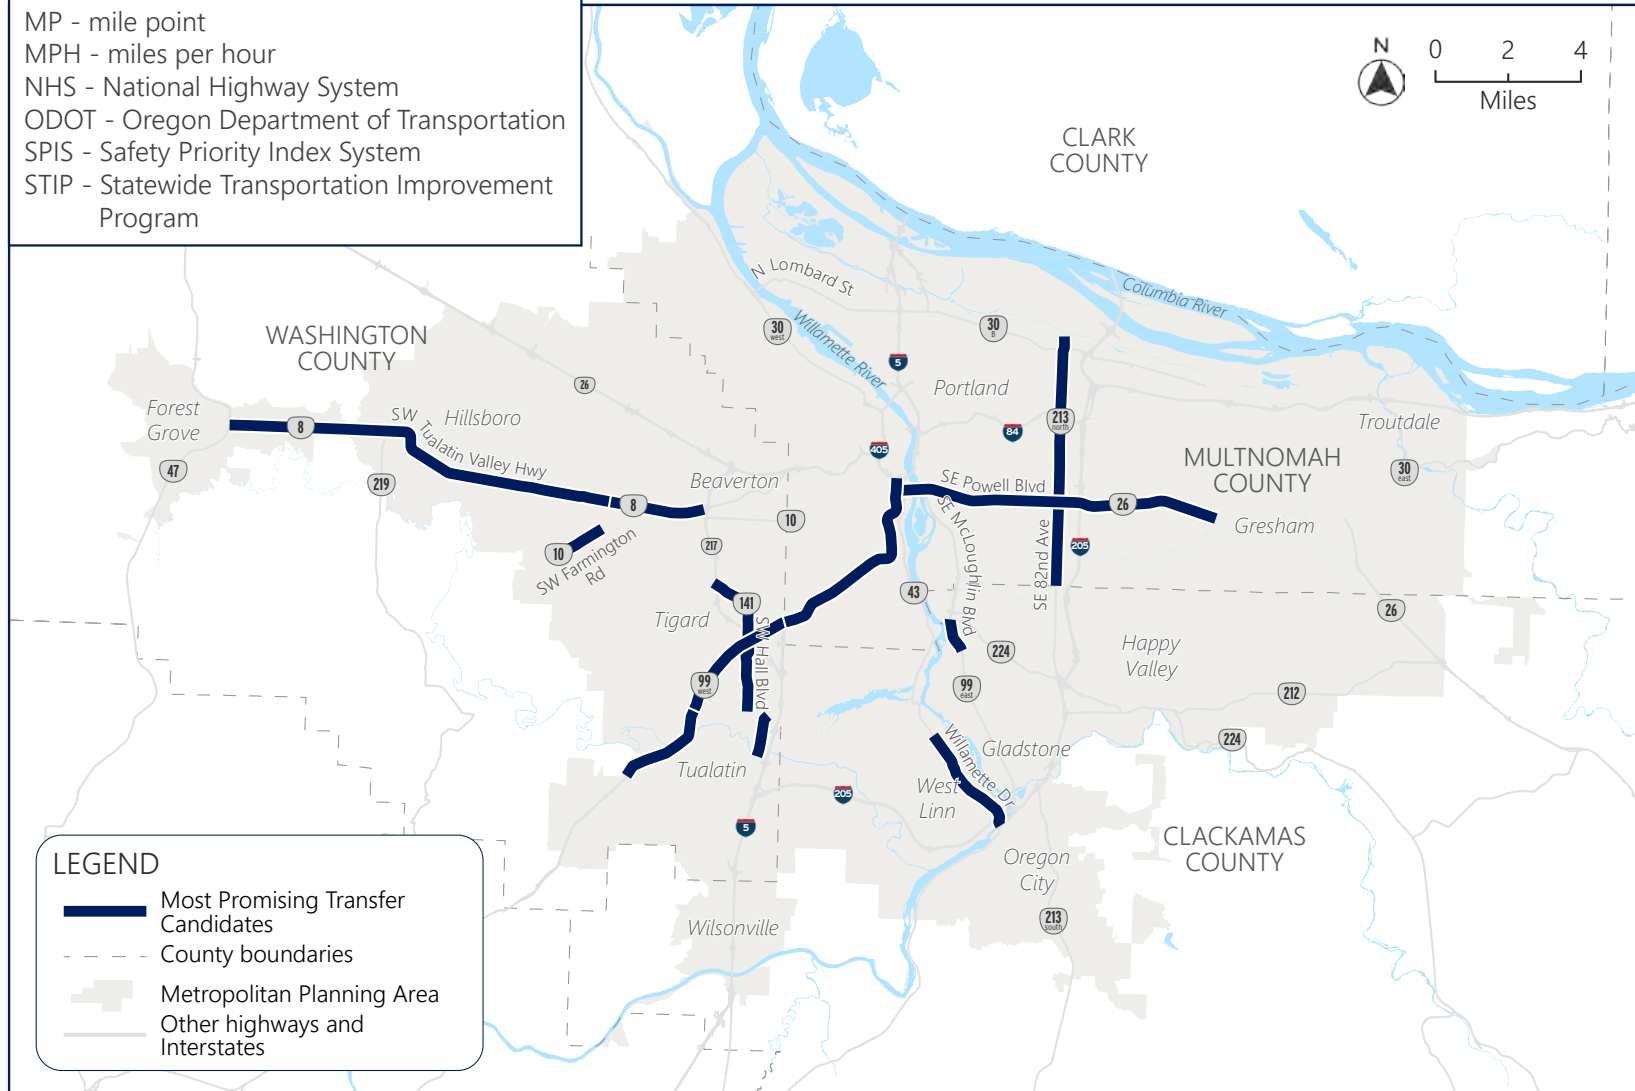 MP - mile point
MPH - miles per hour
NHS - National Highway System
ODOT - Oregon Department of Transportation
SPIS - Safety Priority Index System
STIP - Statewide Transportation Improvement
Program
N
0 2 4
Miles
CLARK
COUNTY
N Lombard St
Columbia River
WASHINGTON
COUNTY
30
west
Willamette River
30
B
5
26
Portland
Forest
Grove
8
SW Tualatin Valley Hwy
Hillsboro
213
north
84
Troutdale
405
47
219
Beaverton
SE Powell Blvd
MULTNOMAH
COUNTY
30
east
8
10
26
Gresham
10
SW Farmington
Rd
217
SE McLoughlin Blvd
SE 82nd Ave
205
141
43
26
Tigard
SW Hall Blvd
224
Happy
Valley
99
west
99
east
212
Willamette Dr
Gladstone
224
Tualatin
205
West
Linn
5
CLACKAMAS
COUNTY
Oregon
City
213
south
Wilsonville
LEGEND
Most Promising Transfer
Candidates
County boundaries
Metropolitan Planning Area
Other highways and
Interstates